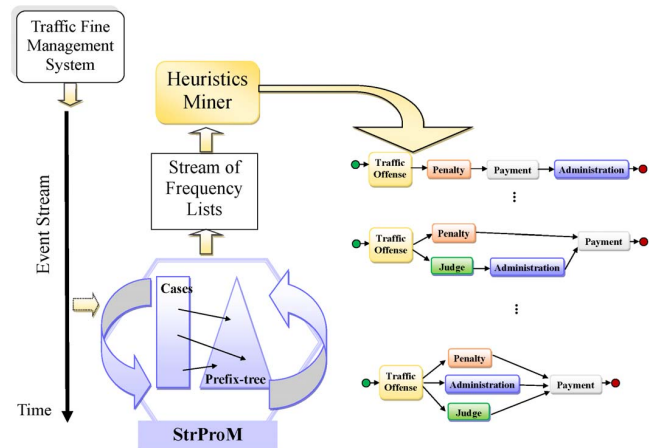 Traffic Fine
Management
System
Heuristics
Miner
Stream of
Frequency
Lists
Event Stream
Time
Cases
Prefix-tree
StrProM
Traffic
Offense
Penalty
Payment
Administration
...
Traffic
Offense
Penalty
Judge
Administration
Payment
...
Traffic
Offense
Penalty
Administration
Judge
Payment